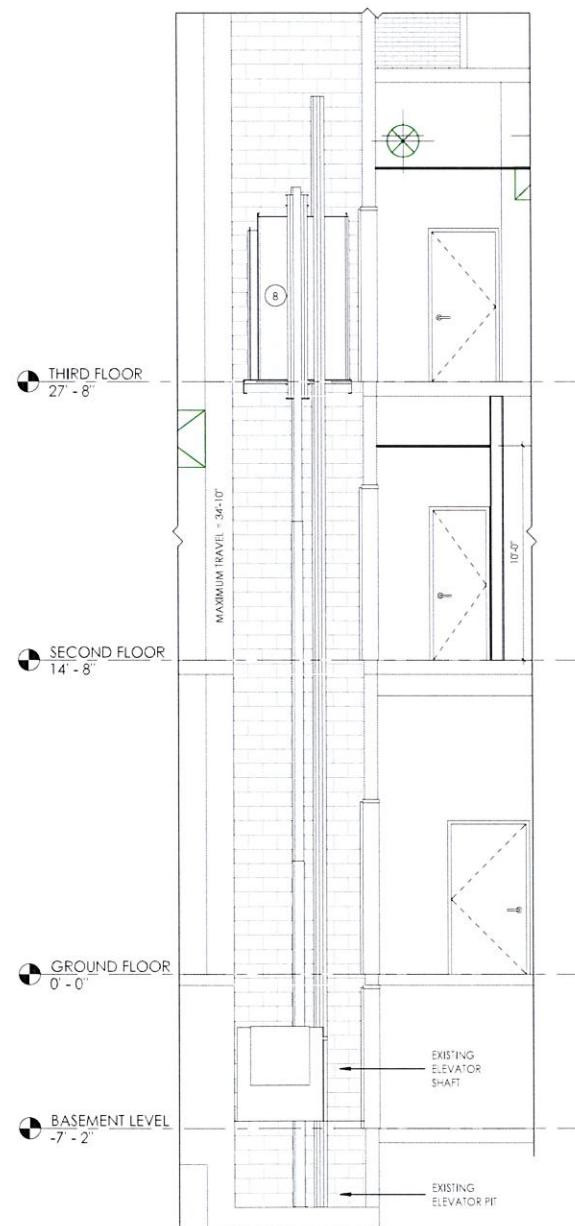 8
THIRD FLOOR
27' - 8"
MAXIMUM TRAVEL = 34'-10"
10'-0"
SECOND FLOOR
14' - 8"
GROUND FLOOR
0' - 0"
EXISTING
ELEVATOR
SHAFT
BASEMENT LEVEL
-7' - 2"
EXISTING
ELEVATOR PIT